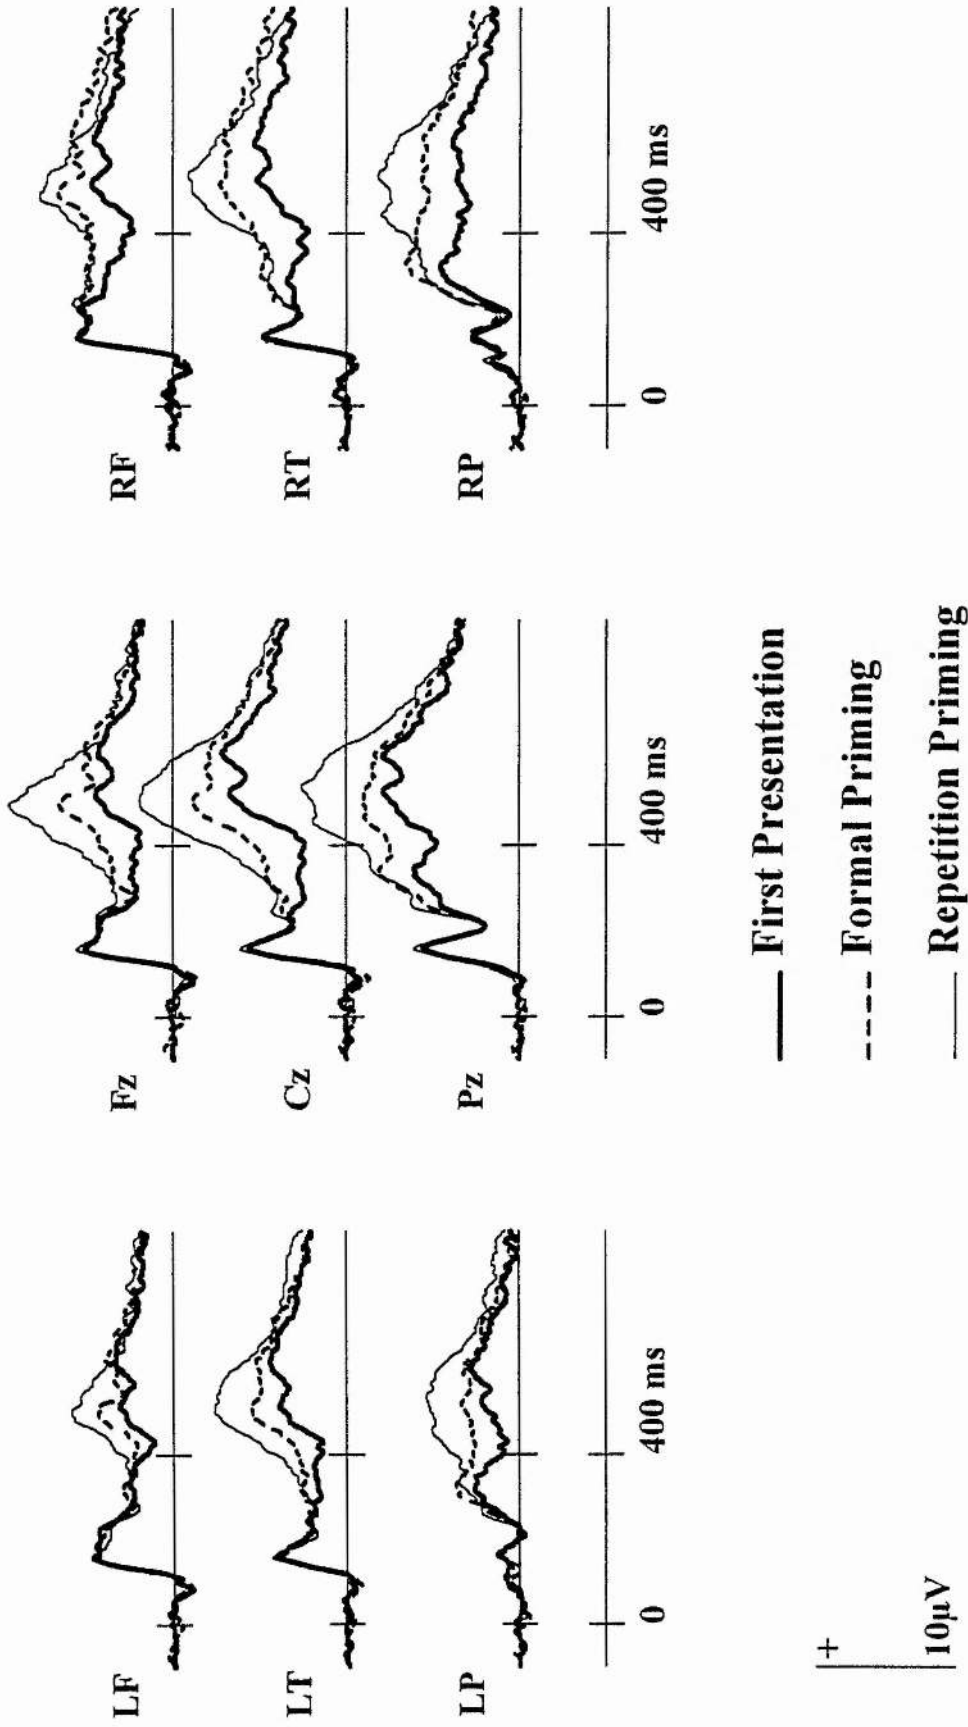 LF
Fz
RF
LT
Cz
RT
LP
Pz
RP
0 400 ms
0 400 ms
0 400 ms
+
10µV
First Presentation
Formal Priming
Repetition Priming